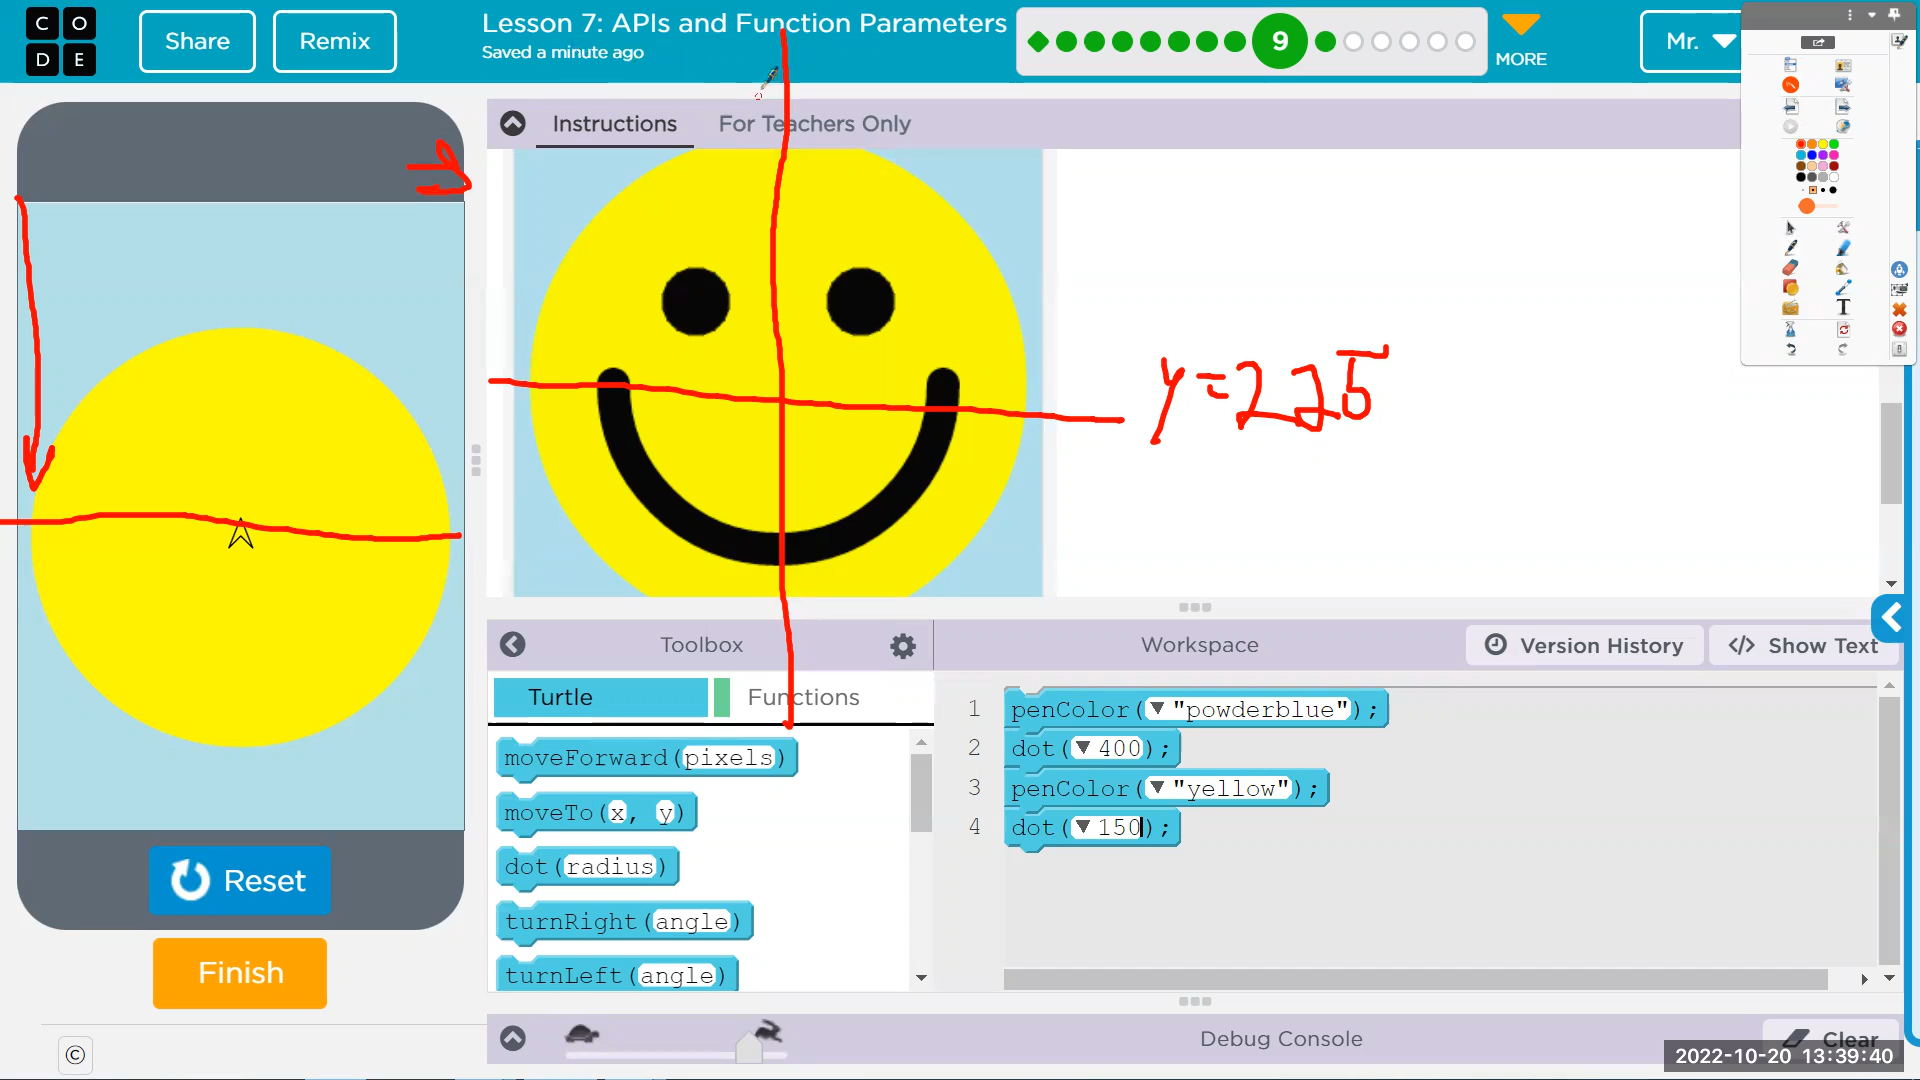 C O D E
Share
Remix
Lesson 7: APIs and Function Parameters
Saved a minute ago
9
MORE
Mr.
Instructions
For Teachers Only
y=225
Toolbox
Workspace
Version History
</> Show Text
Turtle
Functions
moveForward(pixels)
moveTo(x, y)
dot(radius)
turnRight(angle)
turnLeft(angle)
1 penColor("powderblue");
2 dot(400);
3 penColor("yellow");
4 dot(150);
Reset
Finish
©
Debug Console
Clear
2022-10-20 13:39:40